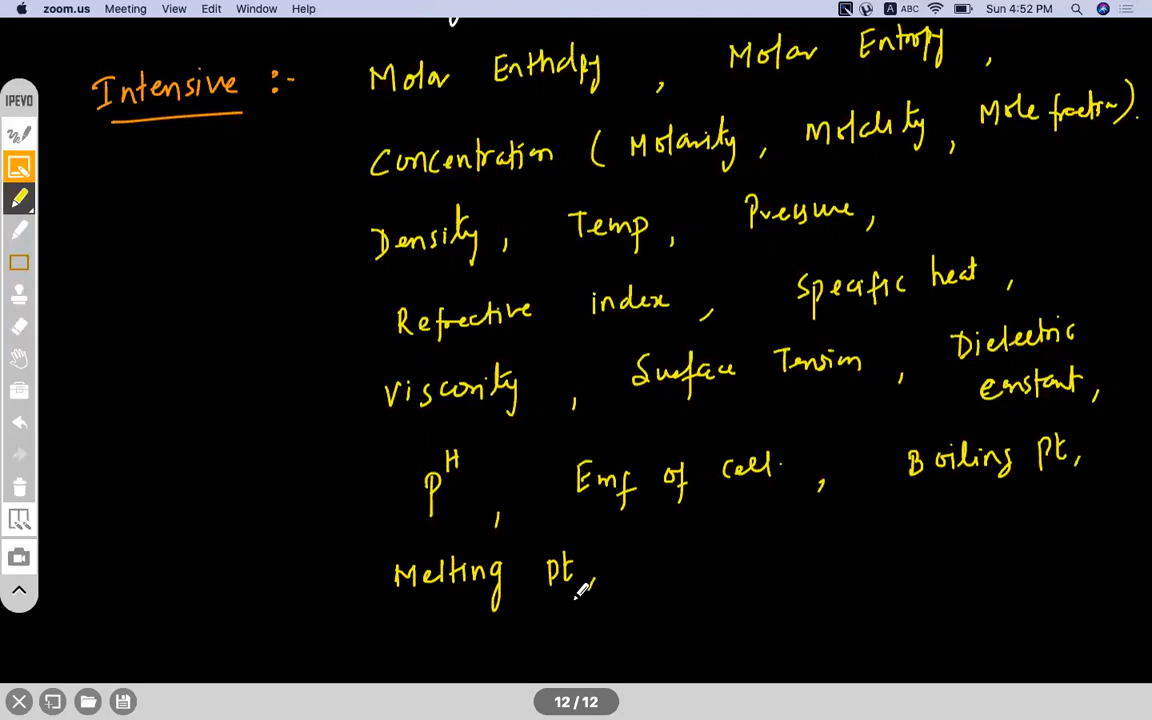 zoom.us Meeting View Edit Window Help A ABC Sun 4:52 PM
IPEVO
Intensive :- Molar Enthalpy , Molar Entropy ,
Concentration ( Molarity , Molality , Mole fraction).
Density , Temp , Pressure ,
Refrective index , Specific heat ,
Viscosity , Surface Tension , Dielectric
constant ,
pH , Emf of cell. , Boiling pt ,
Melting pt ,
12 / 12